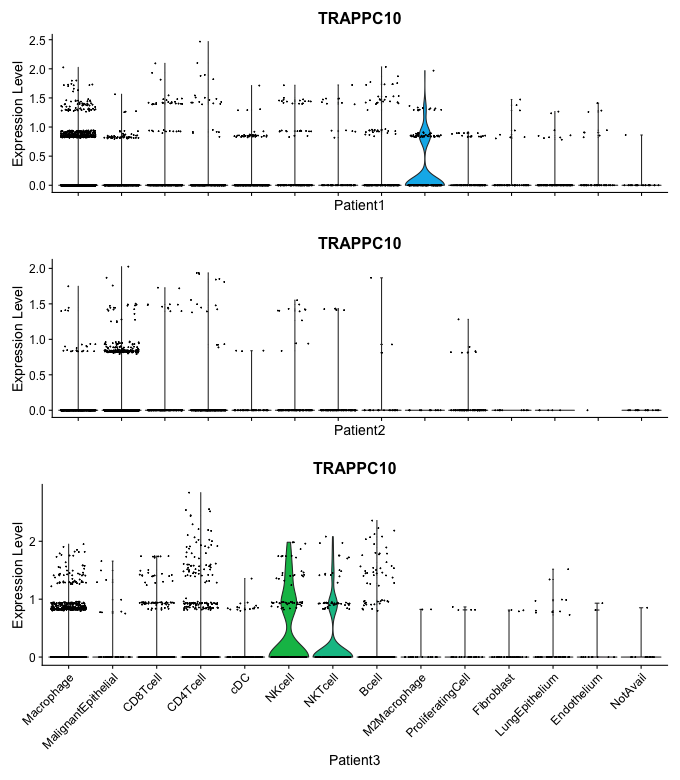 TRAPPC10
Expression Level
2.5
2.0
1.5
1.0
0.5
0.0
Patient1
TRAPPC10
Expression Level
2.0
1.5
1.0
0.5
0.0
Patient2
TRAPPC10
Expression Level
2
1
0
Macrophage
MalignantEpithelial
CD8Tcell
CD4Tcell
cDC
NKcell
NKTcell
Bcell
M2Macrophage
ProliferatingCell
Fibroblast
LungEpithelium
Endothelium
NotAvail
Patient3